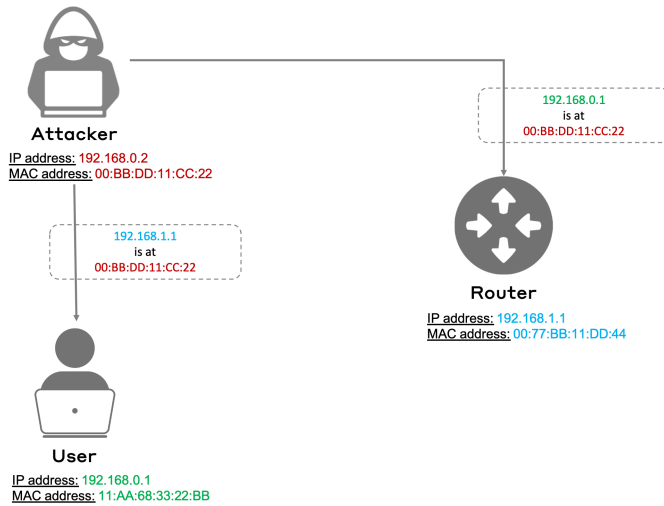 192.168.0.1
is at
00:BB:DD:11:CC:22
Attacker
IP address: 192.168.0.2
MAC address: 00:BB:DD:11:CC:22
192.168.1.1
is at
00:BB:DD:11:CC:22
Router
IP address: 192.168.1.1
MAC address: 00:77:BB:11:DD:44
User
IP address: 192.168.0.1
MAC address: 11:AA:68:33:22:BB